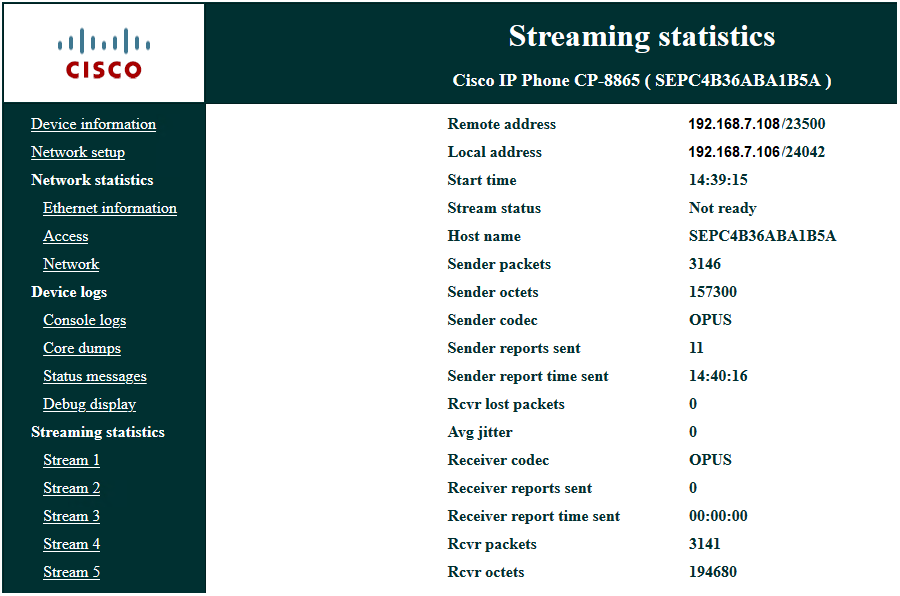 CISCO
Streaming statistics
Cisco IP Phone CP-8865 ( SEPC4B36ABA1B5A )
Device information
Network setup
Network statistics
Ethernet information
Access
Network
Device logs
Console logs
Core dumps
Status messages
Debug display
Streaming statistics
Stream 1
Stream 2
Stream 3
Stream 4
Stream 5
Remote address 192.168.7.108/23500
Local address 192.168.7.106/24042
Start time 14:39:15
Stream status Not ready
Host name SEPC4B36ABA1B5A
Sender packets 3146
Sender octets 157300
Sender codec OPUS
Sender reports sent 11
Sender report time sent 14:40:16
Rcvr lost packets 0
Avg jitter 0
Receiver codec OPUS
Receiver reports sent 0
Receiver report time sent 00:00:00
Rcvr packets 3141
Rcvr octets 194680